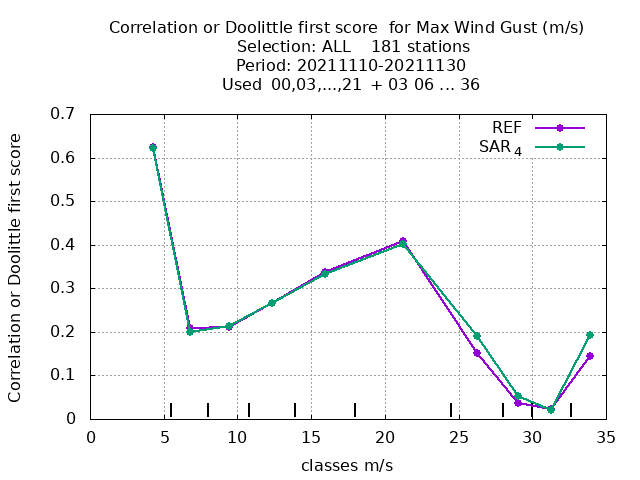 Correlation or Doolittle first score  for Max Wind Gust (m/s)
Selection: ALL    181 stations
Period: 20211110-20211130
Used  00,03,...,21  + 03 06 ... 36
Correlation or Doolittle first score
0.7
0.6
0.5
0.4
0.3
0.2
0.1
0
REF
SAR 4
0 5 10 15 20 25 30 35
classes m/s